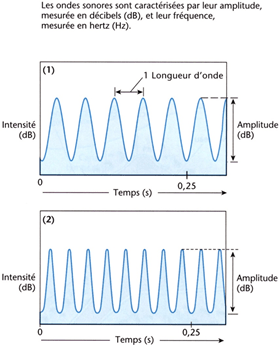 Les ondes sonores sont caractérisées par leur amplitude,
mesurée en décibels (dB), et leur fréquence,
mesurée en hertz (Hz).
(1)
1 Longueur d'onde
Intensité
(dB)
Amplitude
(dB)
0
0,25
Temps (s)
(2)
Intensité
(dB)
Amplitude
(dB)
0
0,25
Temps (s)